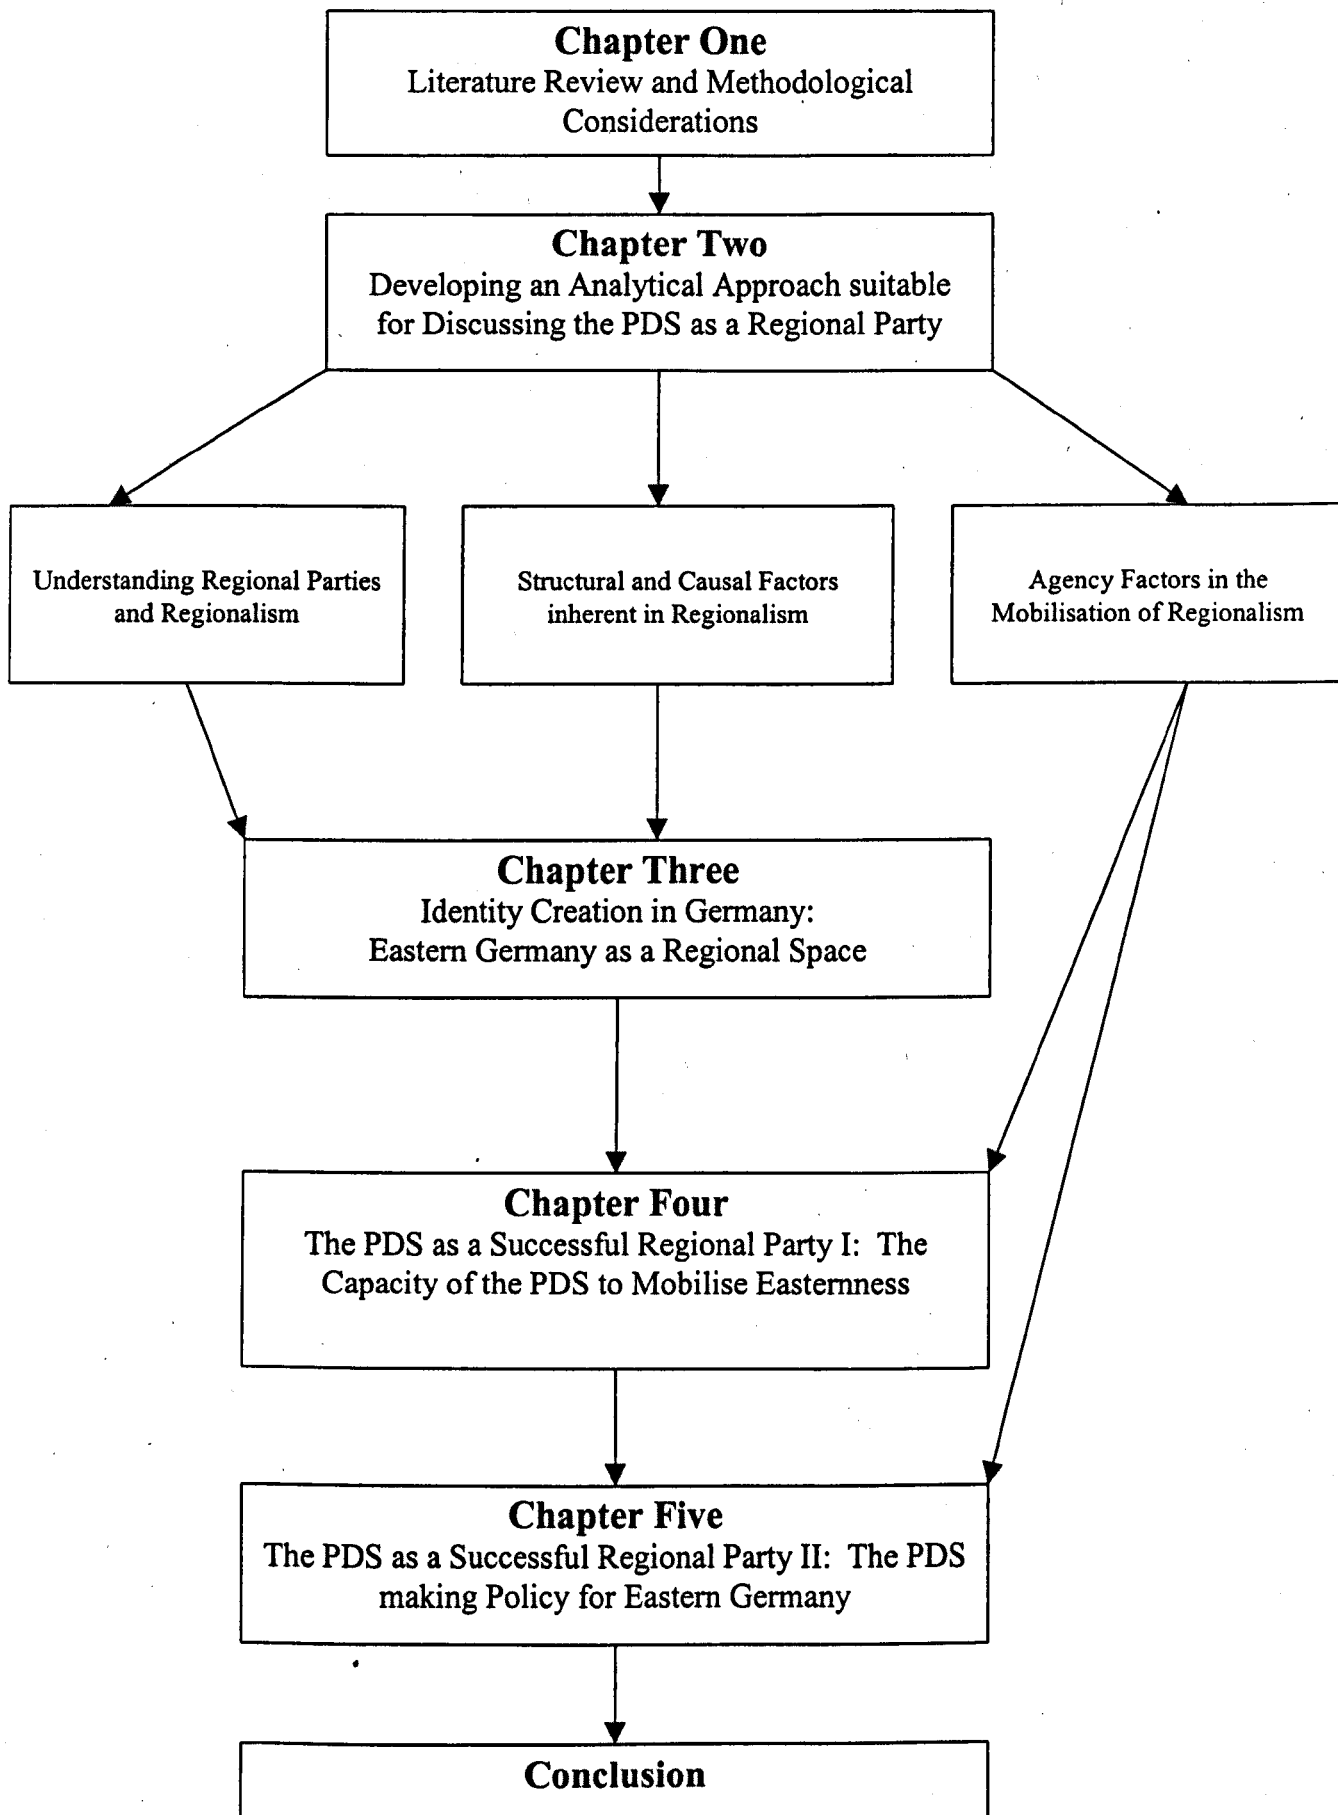 Chapter One
Literature Review and Methodological
Considerations
Chapter Two
Developing an Analytical Approach suitable
for Discussing the PDS as a Regional Party
Understanding Regional Parties
and Regionalism
Structural and Causal Factors
inherent in Regionalism
Agency Factors in the
Mobilisation of Regionalism
Chapter Three
Identity Creation in Germany:
Eastern Germany as a Regional Space
Chapter Four
The PDS as a Successful Regional Party I: The
Capacity of the PDS to Mobilise Easternness
Chapter Five
The PDS as a Successful Regional Party II: The PDS
making Policy for Eastern Germany
Conclusion